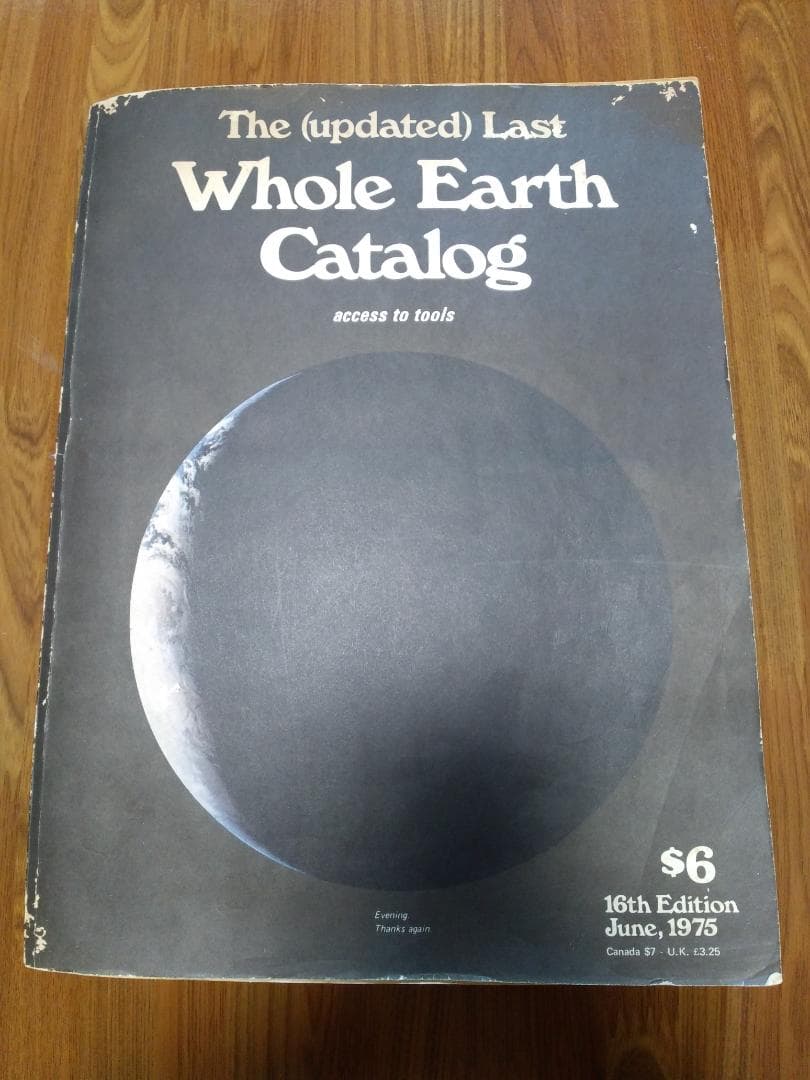 The (updated) Last
Whole Earth
Catalog
access to tools
$6
16th Edition
June, 1975
Canada $7 - U.K. £3.25
Evening.
Thanks again.